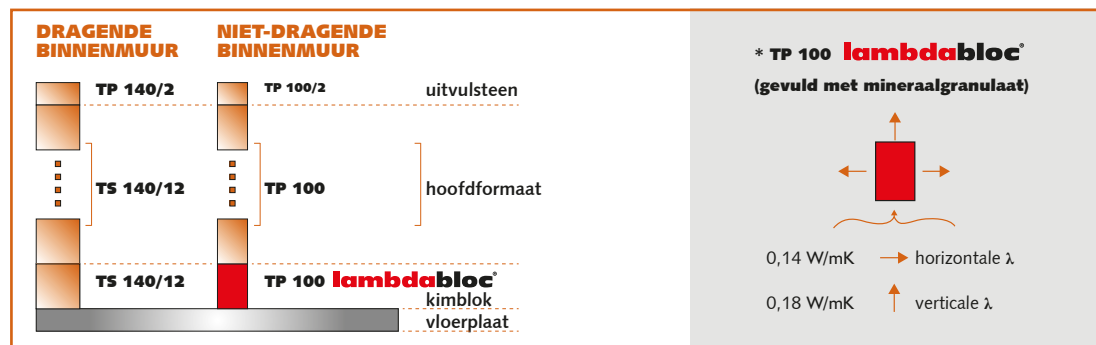 DRAGENDE
BINNENMUUR
NIET-DRAGENDE
BINNENMUUR
TP 140/2
TP 100/2
uitvulsteen
TS 140/12
TP 100
hoofdformaat
TS 140/12
TP 100 lambdabloc®
kimblok
vloerplaat
* TP 100 lambdabloc®
(gevuld met mineraalgranulaat)
0,14 W/mK → horizontale λ
0,18 W/mK ↑ verticale λ